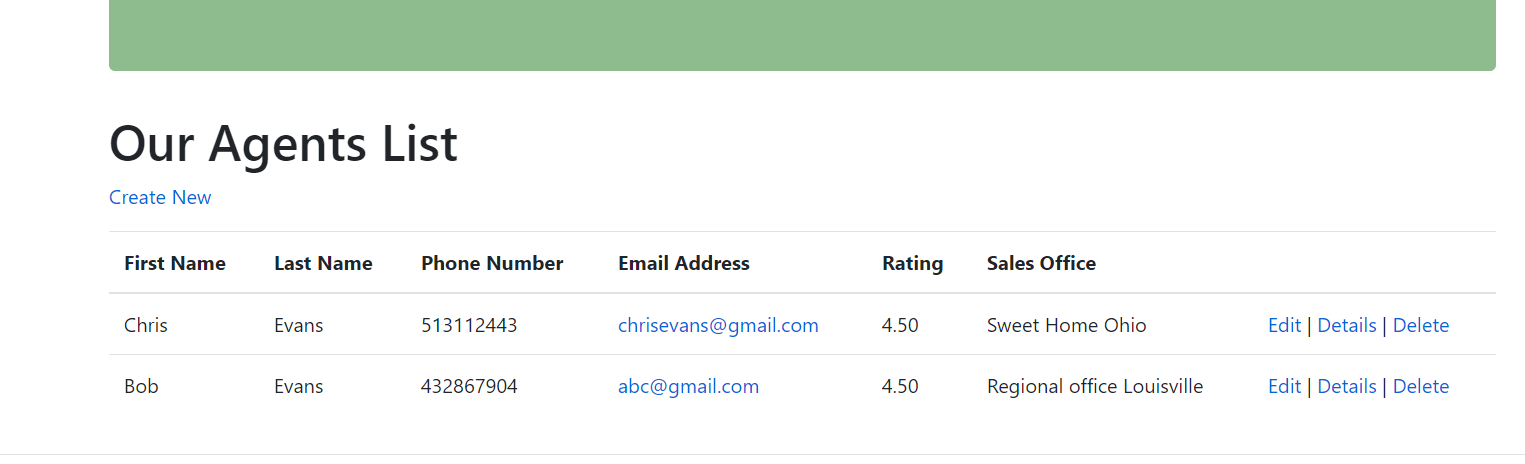 Our Agents List
Create New
First Name Last Name Phone Number Email Address Rating Sales Office
Chris Evans 513112443 chrisevans@gmail.com 4.50 Sweet Home Ohio Edit | Details | Delete
Bob Evans 432867904 abc@gmail.com 4.50 Regional office Louisville Edit | Details | Delete